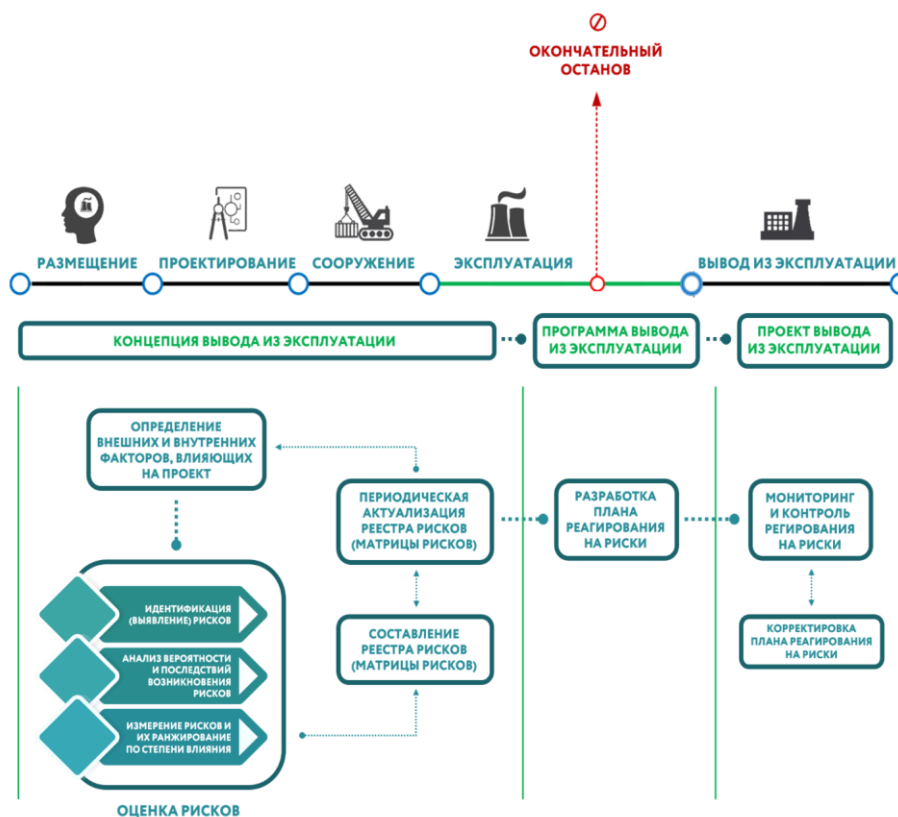 ОКОНЧАТЕЛЬНЫЙ
ОСТАНОВ
РАЗМЕЩЕНИЕ
ПРОЕКТИРОВАНИЕ
СООРУЖЕНИЕ
ЭКСПЛУАТАЦИЯ
ВЫВОД ИЗ ЭКСПЛУАТАЦИИ
КОНЦЕПЦИЯ ВЫВОДА ИЗ ЭКСПЛУАТАЦИИ
ПРОГРАММА ВЫВОДА
ИЗ ЭКСПЛУАТАЦИИ
ПРОЕКТ ВЫВОДА
ИЗ ЭКСПЛУАТАЦИИ
ОПРЕДЕЛЕНИЕ
ВНЕШНИХ И ВНУТРЕННИХ
ФАКТОРОВ, ВЛИЯЮЩИХ
НА ПРОЕКТ
ПЕРИОДИЧЕСКАЯ
АКТУАЛИЗАЦИЯ
РЕЕСТРА РИСКОВ
(МАТРИЦЫ РИСКОВ)
РАЗРАБОТКА
ПЛАНА
РЕАГИРОВАНИЯ
НА РИСКИ
МОНИТОРИНГ
И КОНТРОЛЬ
РЕГИРОВАНИЯ
НА РИСКИ
ИДЕНТИФИКАЦИЯ
(ВЫЯВЛЕНИЕ) РИСКОВ
АНАЛИЗ ВЕРОЯТНОСТИ
И ПОСЛЕДСТВИЙ
ВОЗНИКНОВЕНИЯ
РИСКОВ
ИЗМЕРЕНИЕ РИСКОВ И
ИХ РАНЖИРОВАНИЕ
ПО СТЕПЕНИ ВЛИЯНИЯ
СОСТАВЛЕНИЕ
РЕЕСТРА РИСКОВ
(МАТРИЦЫ РИСКОВ)
КОРРЕКТИРОВКА
ПЛАНА РЕАГИРОВАНИЯ
НА РИСКИ
ОЦЕНКА РИСКОВ